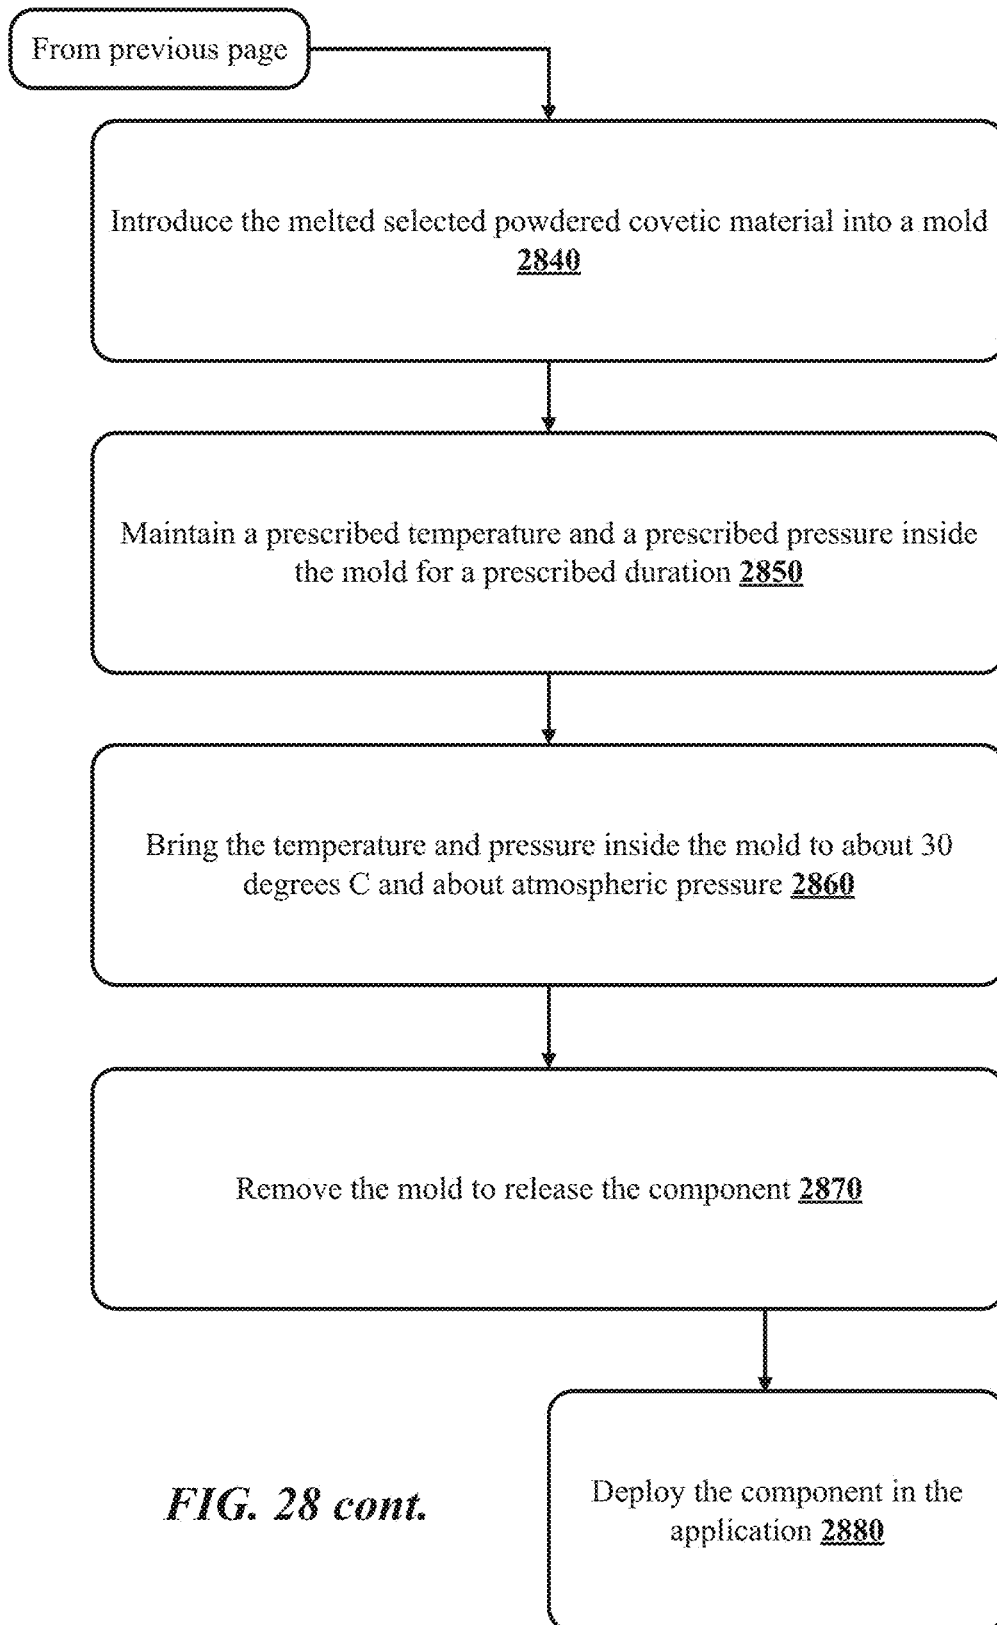 From previous page
Introduce the melted selected powdered covetic material into a mold
2840
Maintain a prescribed temperature and a prescribed pressure inside
the mold for a prescribed duration 2850
Bring the temperature and pressure inside the mold to about 30
degrees C and about atmospheric pressure 2860
Remove the mold to release the component 2870
Deploy the component in the
application 2880
FIG. 28 cont.